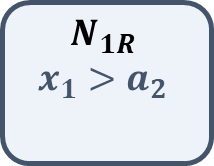 N₁R
x₁ > a₂